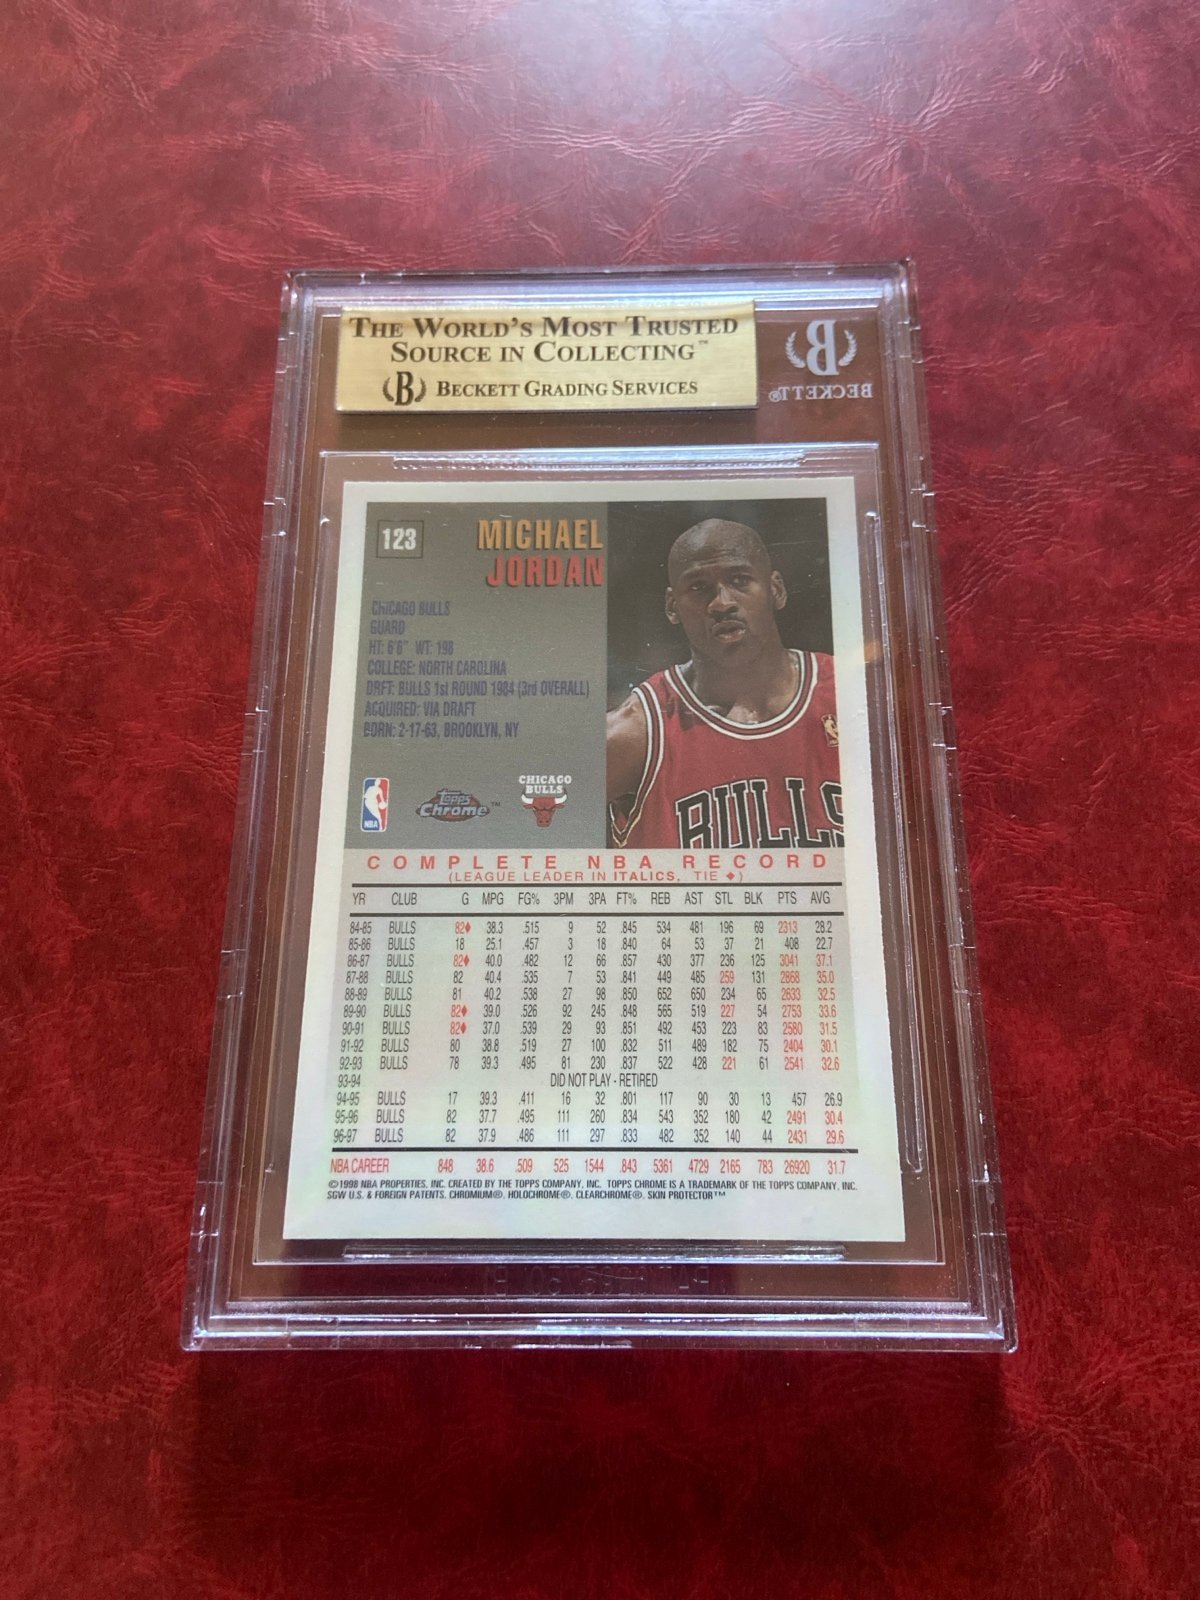 THE WORLD'S MOST TRUSTED
SOURCE IN COLLECTING™
B BECKETT GRADING SERVICES
B
BECKETT®
123
MICHAEL
JORDAN
CHICAGO BULLS
GUARD
HT: 6'6" WT: 198
COLLEGE: NORTH CAROLINA
DRFT: BULLS 1st ROUND 1984 (3rd OVERALL)
ACQUIRED: VIA DRAFT
BORN: 2-17-63, BROOKLYN, NY
NBA
Topps Chrome™
CHICAGO
BULLS
BULLS
COMPLETE NBA RECORD
(LEAGUE LEADER IN ITALICS, TIE ♦)
YR CLUB G MPG FG% 3PM 3PA FT% REB AST STL BLK PTS AVG
84-85 BULLS 82♦ 38.3 .515 9 52 .845 534 481 196 69 2313 28.2
85-86 BULLS 18 25.1 .457 3 18 .840 64 53 37 21 408 22.7
86-87 BULLS 82♦ 40.0 .482 12 66 .857 430 377 236 125 3041 37.1
87-88 BULLS 82 40.4 .535 7 53 .841 449 485 259 131 2868 35.0
88-89 BULLS 81 40.2 .538 27 98 .850 652 650 234 65 2633 32.5
89-90 BULLS 82♦ 39.0 .526 92 245 .848 565 519 227 54 2753 33.6
90-91 BULLS 82♦ 37.0 .539 29 93 .851 492 453 223 83 2580 31.5
91-92 BULLS 80 38.8 .519 27 100 .832 511 489 182 75 2404 30.1
92-93 BULLS 78 39.3 .495 81 230 .837 522 428 221 61 2541 32.6
93-94 DID NOT PLAY - RETIRED
94-95 BULLS 17 39.3 .411 16 32 .801 117 90 30 13 457 26.9
95-96 BULLS 82 37.7 .495 111 260 .834 543 352 180 42 2491 30.4
96-97 BULLS 82 37.9 .486 111 297 .833 482 352 140 44 2431 29.6
NBA CAREER 848 38.6 .509 525 1544 .843 5361 4729 2165 783 26920 31.7
©1998 NBA PROPERTIES, INC. CREATED BY THE TOPPS COMPANY, INC. TOPPS CHROME IS A TRADEMARK OF THE TOPPS COMPANY, INC.
SGW U.S. & FOREIGN PATENTS. CHROMIUM®, HOLOCHROME®, CLEARCHROME®, SKIN PROTECTOR™